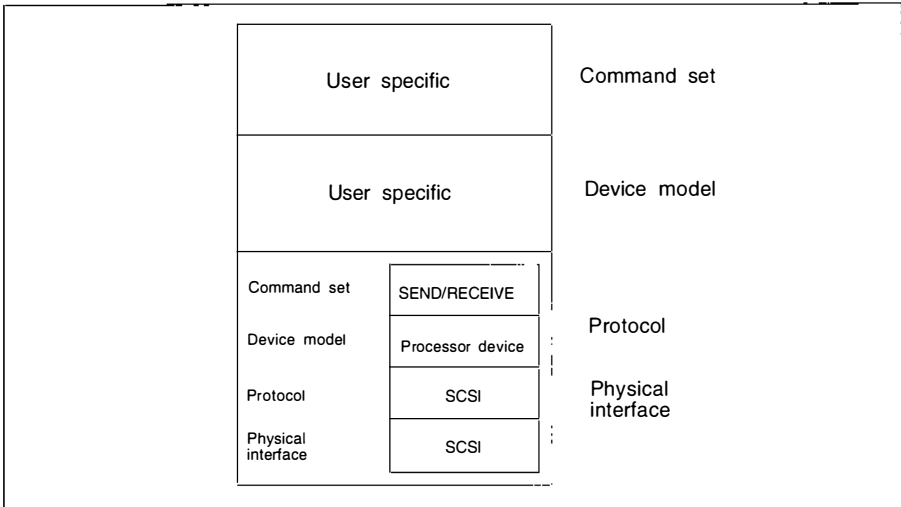 User specific
Command set
User specific
Device model
Command set
SEND/RECEIVE
Device model
Processor device
Protocol
Protocol
SCSI
Physical
interface
Physical
interface
SCSI